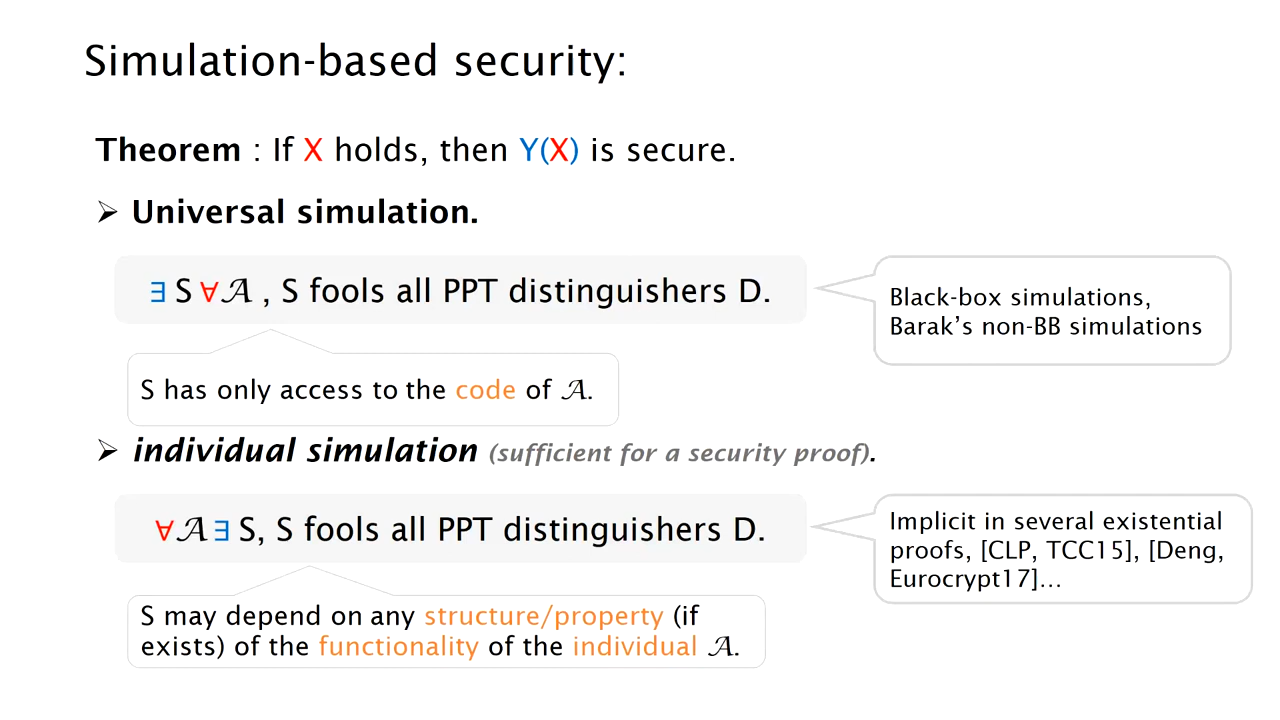 Simulation-based security:
Theorem : If X holds, then Y(X) is secure.
➢ Universal simulation.
∃ S ∀ 𝒜 , S fools all PPT distinguishers D.
Black-box simulations,
Barak's non-BB simulations
S has only access to the code of 𝒜.
➢ individual simulation (sufficient for a security proof).
∀ 𝒜 ∃ S, S fools all PPT distinguishers D.
Implicit in several existential
proofs, [CLP, TCC15], [Deng,
Eurocrypt17]...
S may depend on any structure/property (if
exists) of the functionality of the individual 𝒜.